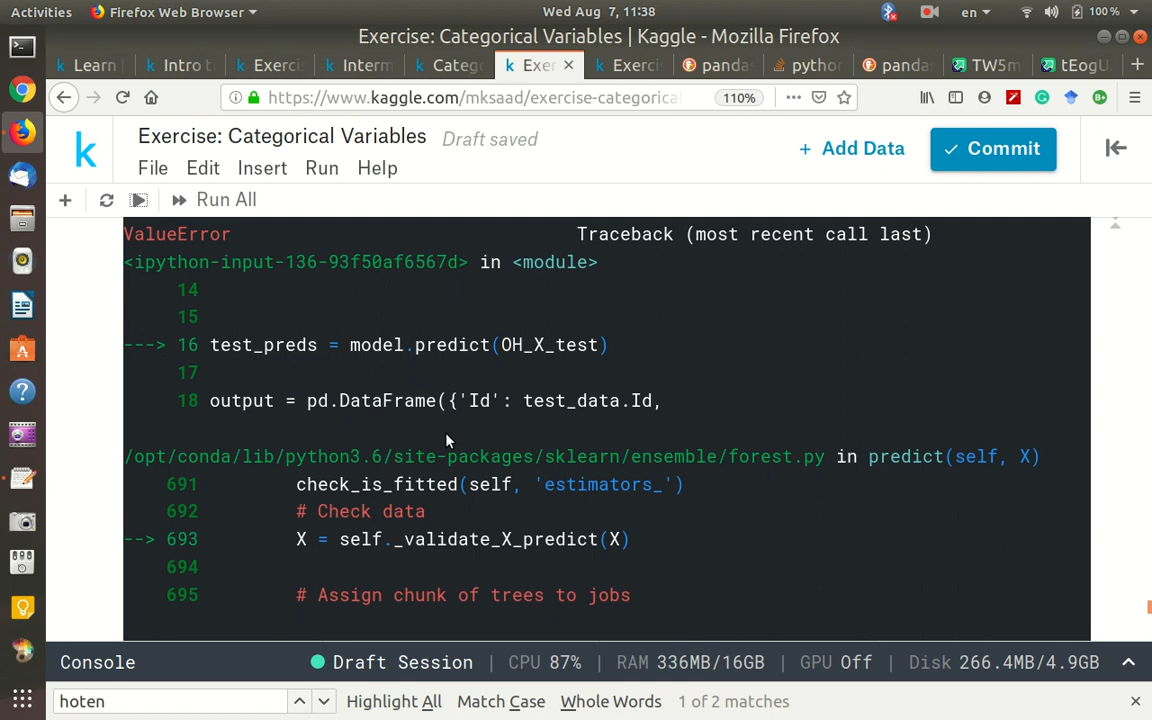 Activities Firefox Web Browser Wed Aug 7, 11:38 en 100 %
Exercise: Categorical Variables | Kaggle - Mozilla Firefox
k Learn k Intro t k Exerci k Interm k Catego k Exer k Exercis panda python panda TW5m tEogU
https://www.kaggle.com/mksaad/exercise-categorica 110%
k Exercise: Categorical Variables Draft saved
+ Add Data Commit
File Edit Insert Run Help
+ Run All
ValueError Traceback (most recent call last)
<ipython-input-136-93f50af6567d> in <module>
14
15
---> 16 test_preds = model.predict(OH_X_test)
17
18 output = pd.DataFrame({'Id': test_data.Id,
/opt/conda/lib/python3.6/site-packages/sklearn/ensemble/forest.py in predict(self, X)
691 check_is_fitted(self, 'estimators_')
692 # Check data
--> 693 X = self._validate_X_predict(X)
694
695 # Assign chunk of trees to jobs
Console Draft Session | CPU 87% | RAM 336MB/16GB | GPU Off | Disk 266.4MB/4.9GB
hoten Highlight All Match Case Whole Words 1 of 2 matches